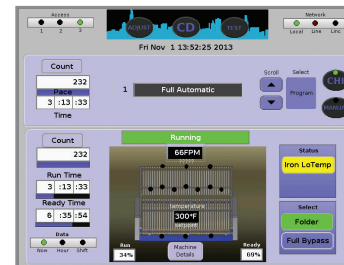 Access
1 2 3
ADJUST
CD
TEST
Network
Local Line Linc
Fri Nov 1 13:52:25 2013
Count
232
Pace
3 :13 :33
Time
1 Full Automatic
Scroll
Select
Program
CHI
MANUA
Count
232
Run Time
3 :13 :33
Ready Time
6 :35 :54
Data
Now Hour Shift
Running
66FPM
?????
temperature
300°F
setpoint
Run
34%
Machine
Details
Ready
69%
Status
Iron LoTemp
Select
Folder
Full Bypass